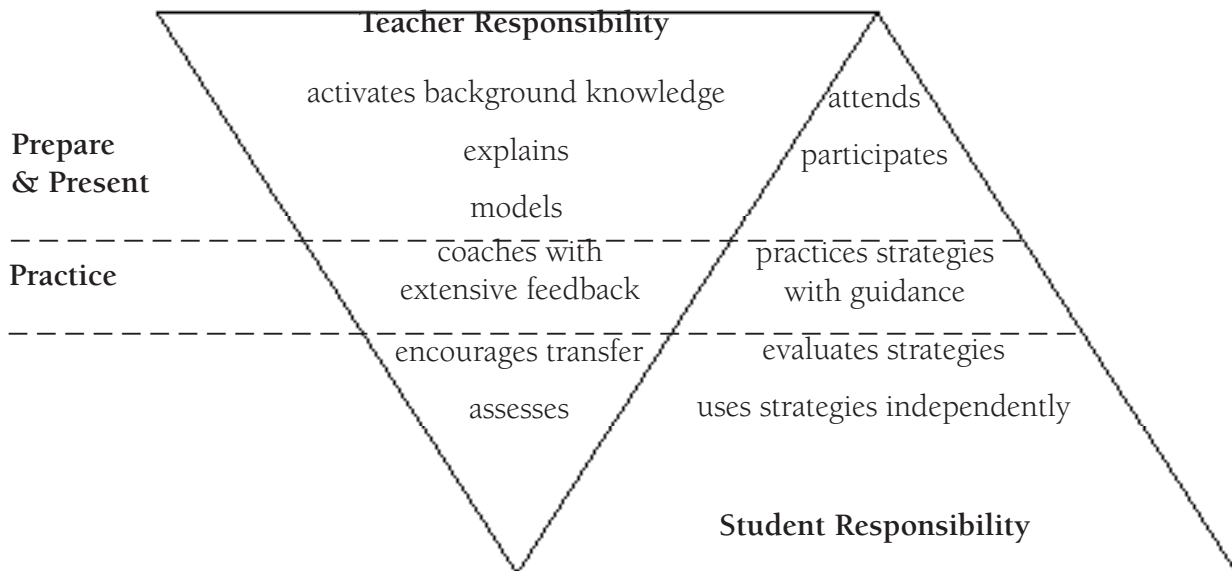 Teacher Responsibility
activates background knowledge
attends
Prepare
& Present
explains
participates
models
Practice
coaches with
extensive feedback
practices strategies
with guidance
encourages transfer
evaluates strategies
assesses
uses strategies independently
Student Responsibility